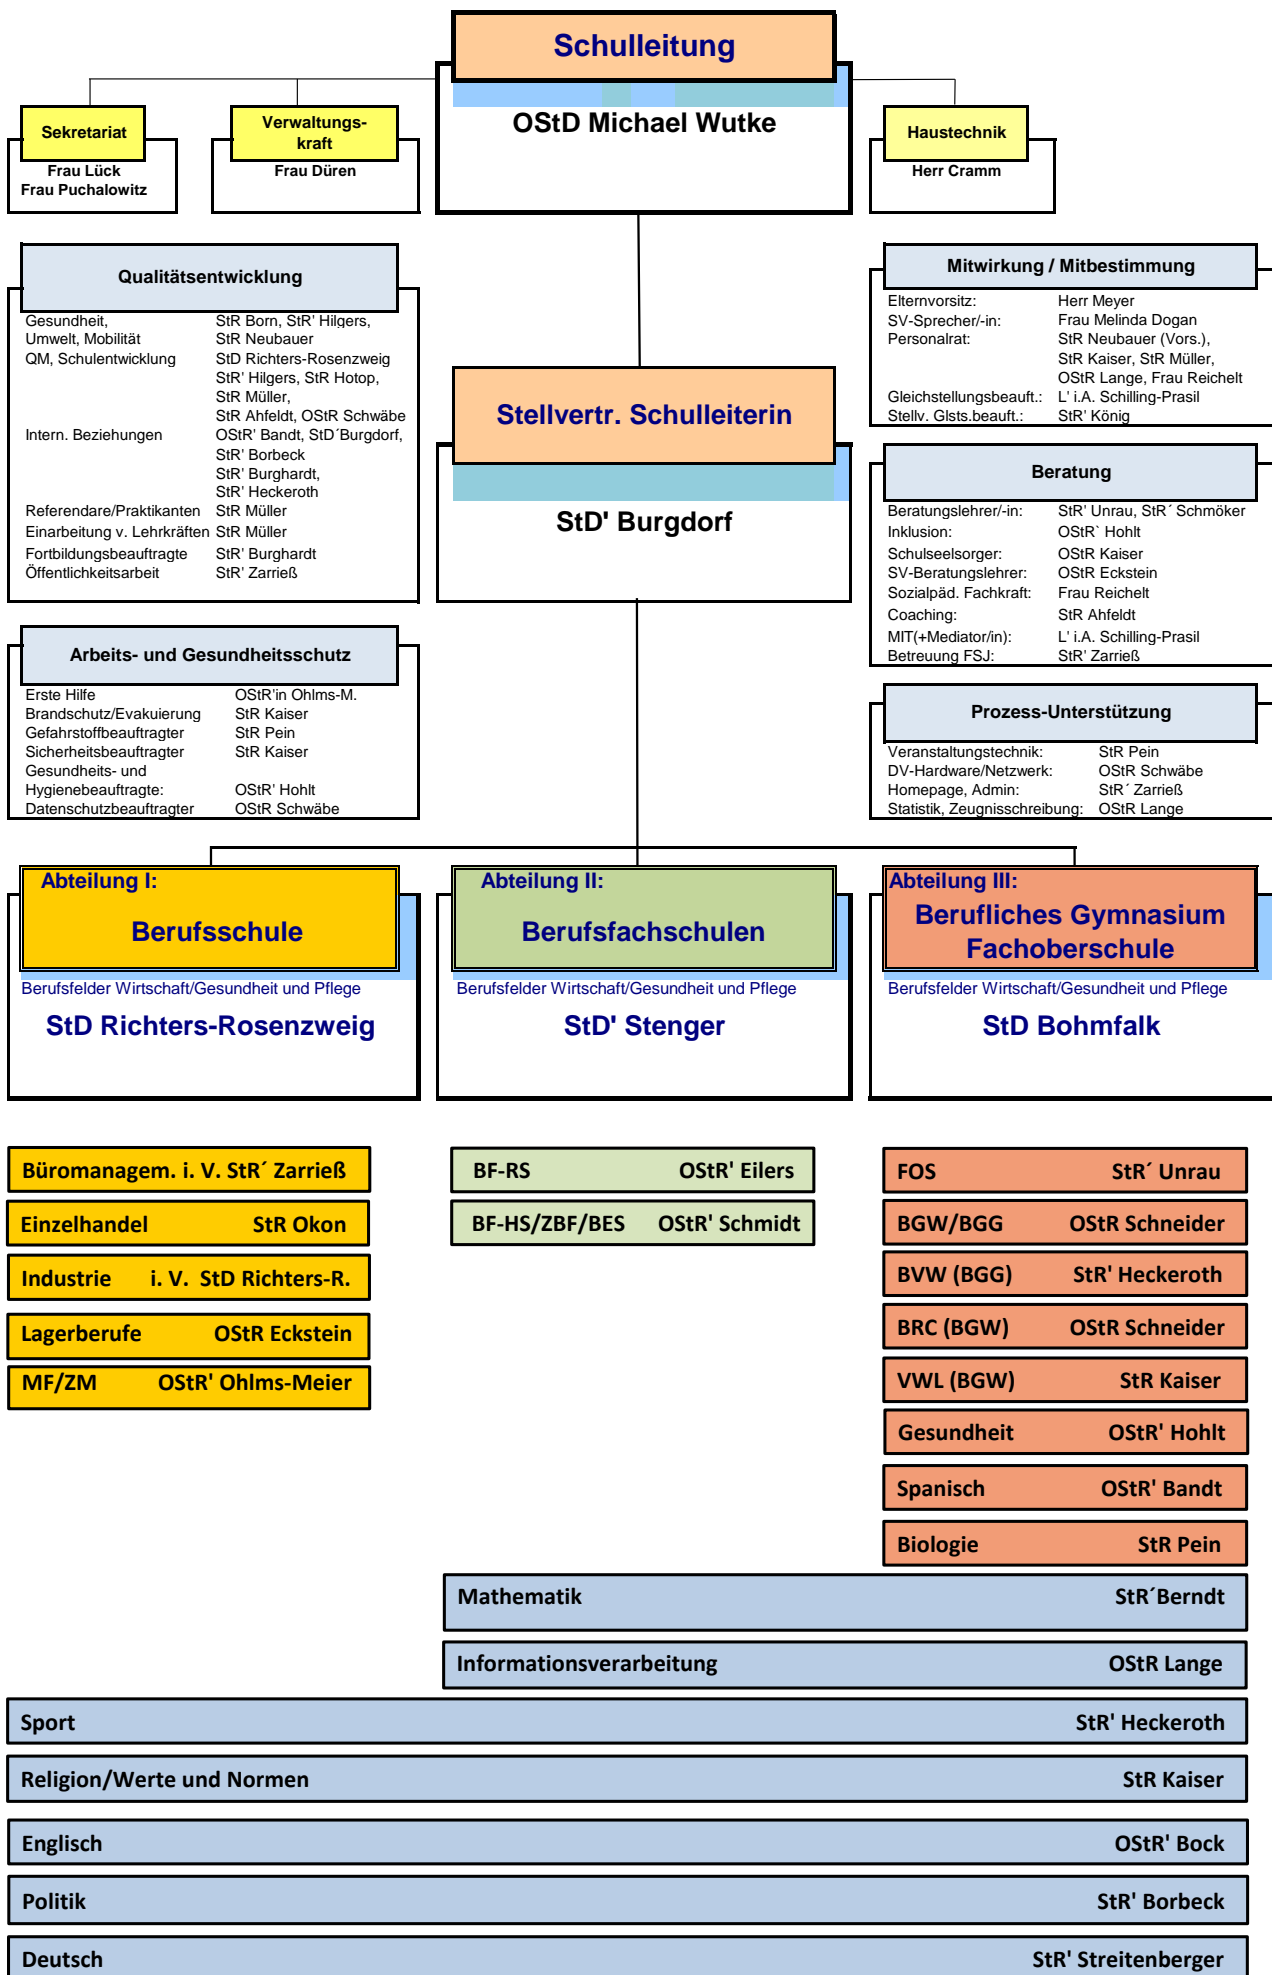 Schulleitung
OStD Michael Wutke
Sekretariat
Frau Lück
Frau Puchalowitz
Verwaltungs-
kraft
Frau Düren
Haustechnik
Herr Cramm
Qualitätsentwicklung
Gesundheit, StR Born, StR' Hilgers,
Umwelt, Mobilität StR Neubauer
QM, Schulentwicklung StD Richters-Rosenzweig
StR' Hilgers, StR Hotop,
StR Müller,
StR Ahfeldt, OStR Schwäbe
Intern. Beziehungen OStR' Bandt, StD´Burgdorf,
StR' Borbeck
StR' Burghardt,
StR' Heckeroth
Referendare/Praktikanten StR Müller
Einarbeitung v. Lehrkräften StR Müller
Fortbildungsbeauftragte StR' Burghardt
Öffentlichkeitsarbeit StR' Zarrieß
Stellvertr. Schulleiterin
StD' Burgdorf
Mitwirkung / Mitbestimmung
Elternvorsitz: Herr Meyer
SV-Sprecher/-in: Frau Melinda Dogan
Personalrat: StR Neubauer (Vors.),
StR Kaiser, StR Müller,
OStR Lange, Frau Reichelt
Gleichstellungsbeauft.: L' i.A. Schilling-Prasil
Stellv. Glsts.beauft.: StR' König
Beratung
Beratungslehrer/-in: StR' Unrau, StR´ Schmöker
Inklusion: OStR` Hohlt
Schulseelsorger: OStR Kaiser
SV-Beratungslehrer: OStR Eckstein
Sozialpäd. Fachkraft: Frau Reichelt
Coaching: StR Ahfeldt
MIT(+Mediator/in): L' i.A. Schilling-Prasil
Betreuung FSJ: StR' Zarrieß
Arbeits- und Gesundheitsschutz
Erste Hilfe OStR'in Ohlms-M.
Brandschutz/Evakuierung StR Kaiser
Gefahrstoffbeauftragter StR Pein
Sicherheitsbeauftragter StR Kaiser
Gesundheits- und
Hygienebeauftragte: OStR' Hohlt
Datenschutzbeauftragter OStR Schwäbe
Prozess-Unterstützung
Veranstaltungstechnik: StR Pein
DV-Hardware/Netzwerk: OStR Schwäbe
Homepage, Admin: StR´ Zarrieß
Statistik, Zeugnisschreibung: OStR Lange
Abteilung I:
Berufsschule
Berufsfelder Wirtschaft/Gesundheit und Pflege
StD Richters-Rosenzweig
Abteilung II:
Berufsfachschulen
Berufsfelder Wirtschaft/Gesundheit und Pflege
StD' Stenger
Abteilung III:
Berufliches Gymnasium
Fachoberschule
Berufsfelder Wirtschaft/Gesundheit und Pflege
StD Bohmfalk
Büromanagem. i. V. StR´ Zarrieß
Einzelhandel StR Okon
Industrie i. V. StD Richters-R.
Lagerberufe OStR Eckstein
MF/ZM OStR' Ohlms-Meier
BF-RS OStR' Eilers
BF-HS/ZBF/BES OStR' Schmidt
FOS StR´ Unrau
BGW/BGG OStR Schneider
BVW (BGG) StR' Heckeroth
BRC (BGW) OStR Schneider
VWL (BGW) StR Kaiser
Gesundheit OStR' Hohlt
Spanisch OStR' Bandt
Biologie StR Pein
Mathematik StR´Berndt
Informationsverarbeitung OStR Lange
Sport StR' Heckeroth
Religion/Werte und Normen StR Kaiser
Englisch OStR' Bock
Politik StR' Borbeck
Deutsch StR' Streitenberger